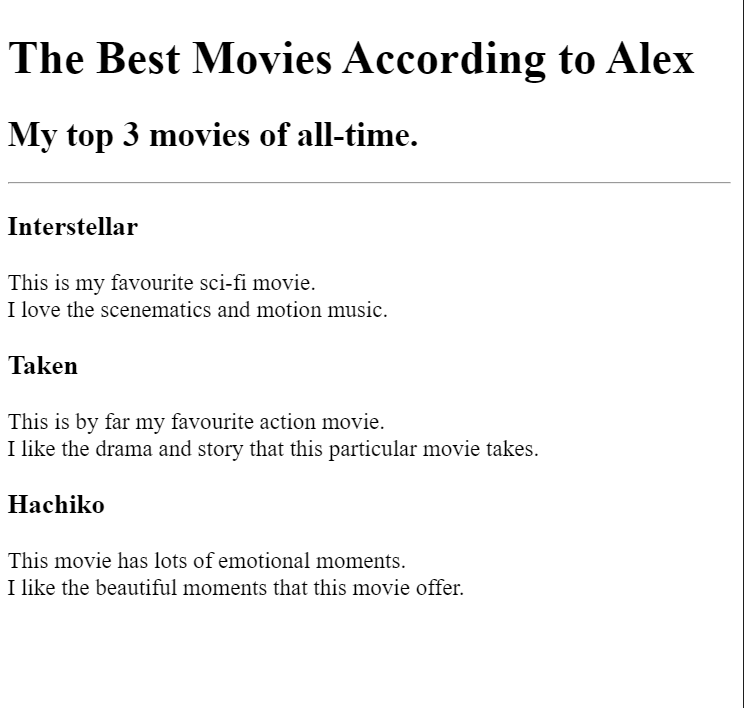 The Best Movies According to Alex
My top 3 movies of all-time.
Interstellar
This is my favourite sci-fi movie.
I love the scenematics and motion music.
Taken
This is by far my favourite action movie.
I like the drama and story that this particular movie takes.
Hachiko
This movie has lots of emotional moments.
I like the beautiful moments that this movie offer.